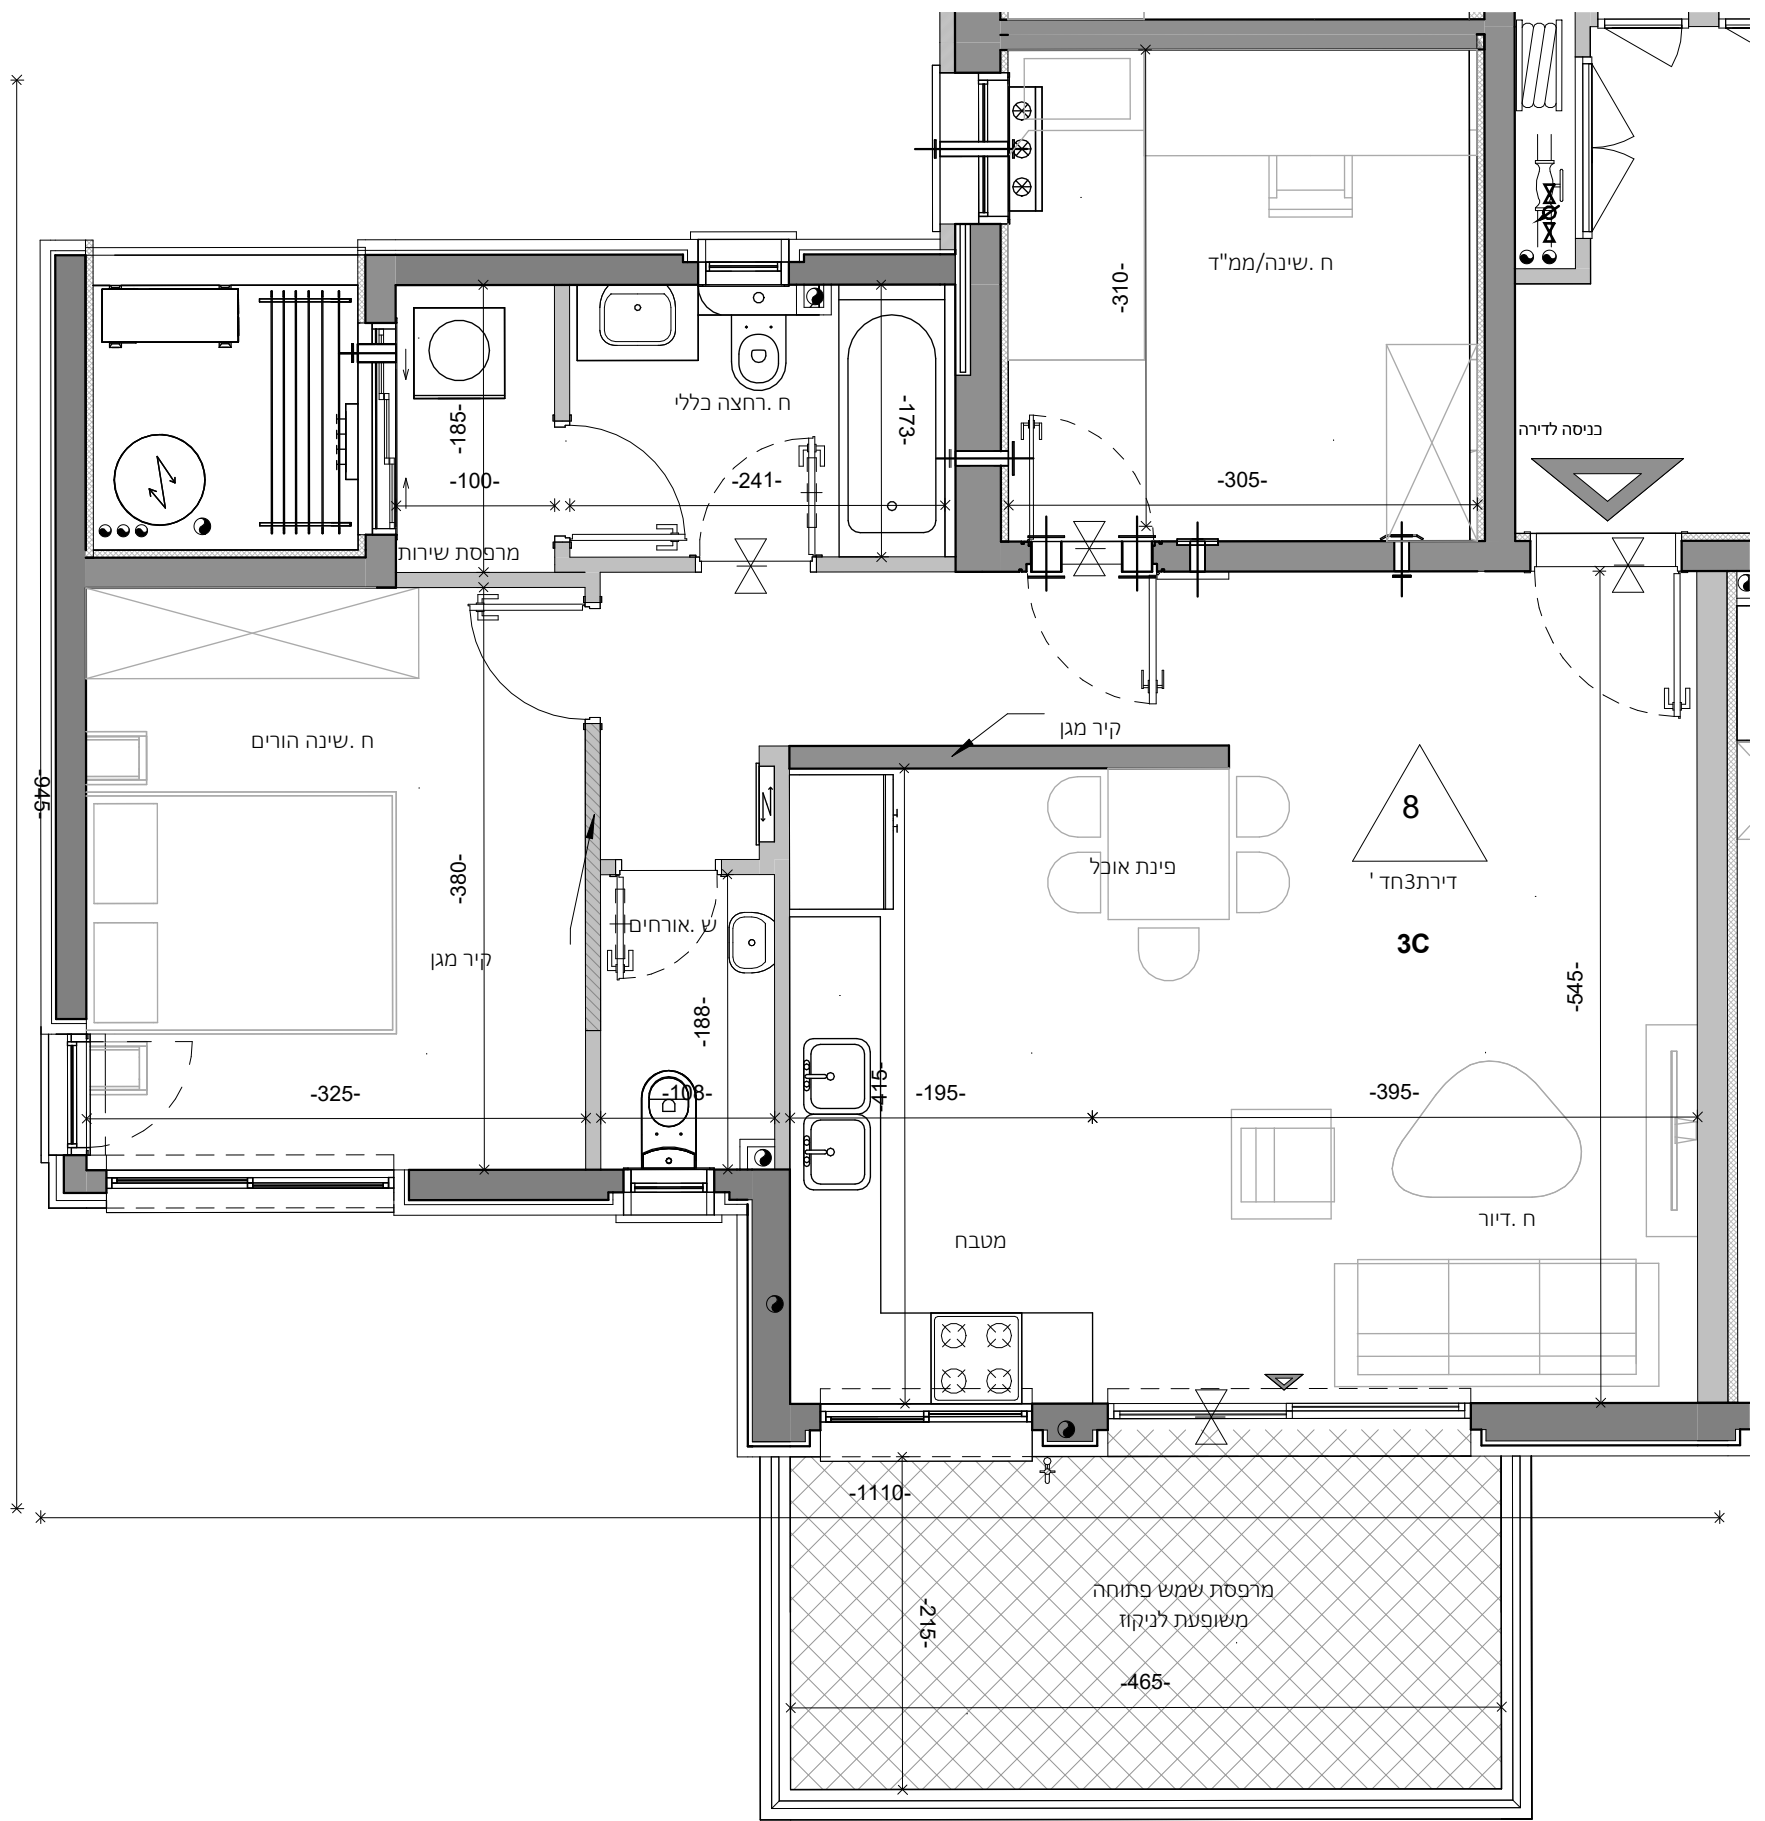 ח .שינה/ממ"ד
-310-
-305-
כניסה לדירה
ח .רחצה כללי
-173-
-185-
-100-
-241-
מרפסת שירות
קיר מגן
ח .שינה הורים
-945-
8
דירת3חד '
3C
פינת אוכל
-380-
ש .אורחים
קיר מגן
-188-
-545-
-325-
-108-
-415-
-195-
-395-
ח .דיור
מטבח
-1110-
מרפסת שמש פתוחה
משופעת לניקוז
-215-
-465-